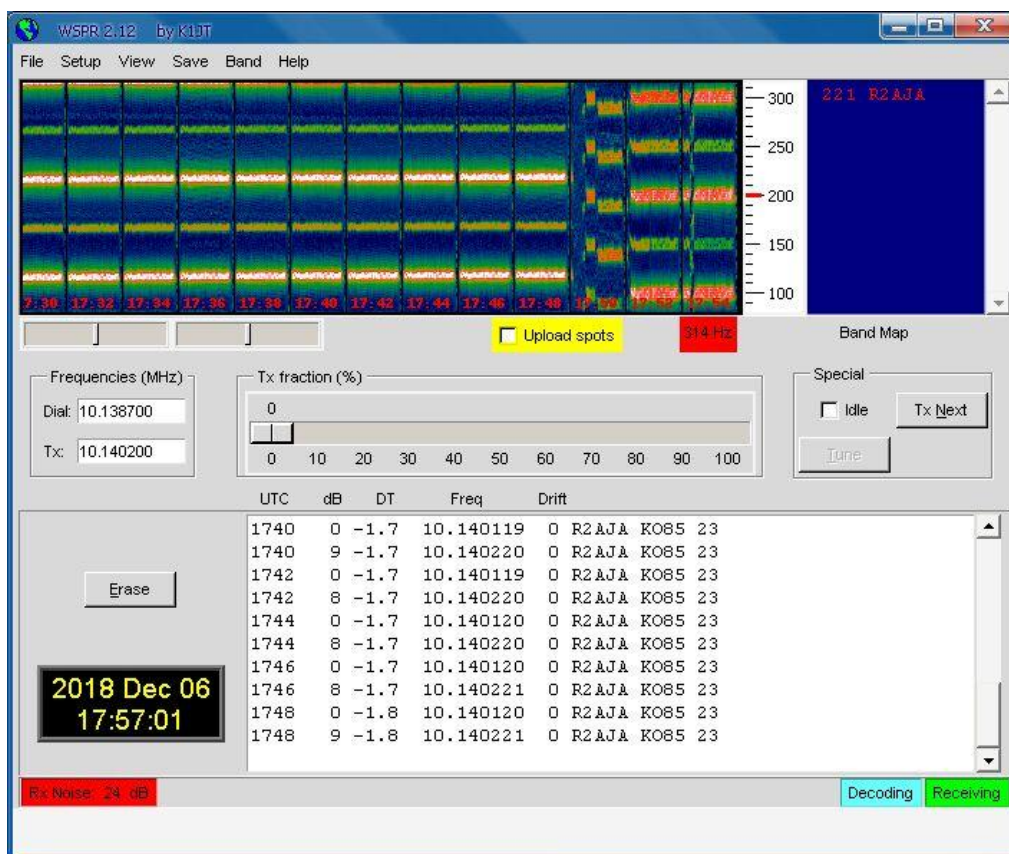 WSPR 2.12 by K1JT
File Setup View Save Band Help
300
250
200
150
100
17:32 17:34 17:36 17:38 17:40 17:42 17:44 17:46 17:48
221 R2AJA
Upload spots
314 Hz
Band Map
Frequencies (MHz)
Dial: 10.138700
Tx: 10.140200
Tx fraction (%)
0
0 10 20 30 40 50 60 70 80 90 100
Special
Idle
Tx Next
Tune
UTC dB DT Freq Drift
1740 0 -1.7 10.140119 0 R2AJA KO85 23
1740 9 -1.7 10.140220 0 R2AJA KO85 23
1742 0 -1.7 10.140119 0 R2AJA KO85 23
1742 8 -1.7 10.140220 0 R2AJA KO85 23
1744 0 -1.7 10.140120 0 R2AJA KO85 23
1744 8 -1.7 10.140220 0 R2AJA KO85 23
1746 0 -1.7 10.140120 0 R2AJA KO85 23
1746 8 -1.7 10.140221 0 R2AJA KO85 23
1748 0 -1.8 10.140120 0 R2AJA KO85 23
1748 9 -1.8 10.140221 0 R2AJA KO85 23
Erase
2018 Dec 06
17:57:01
Rx Noise: 24 dB
Decoding
Receiving